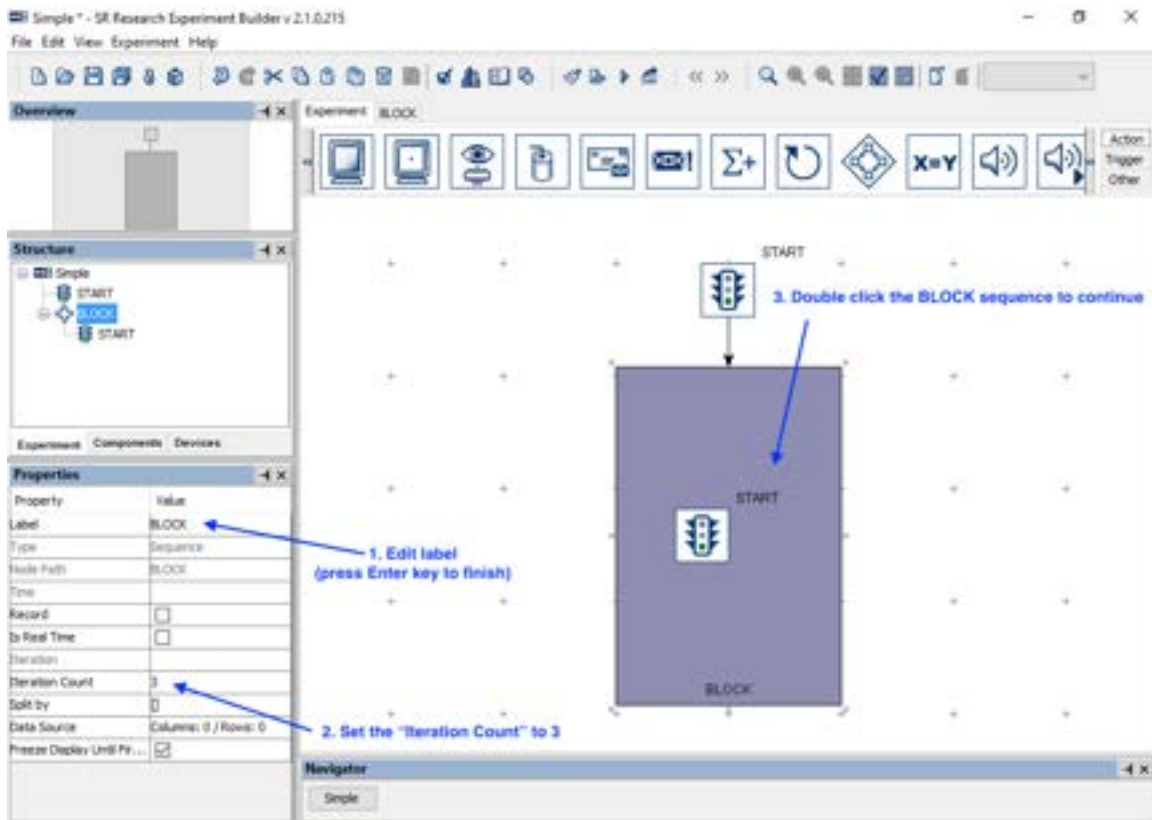 Simple * - SR Research Experiment Builder v 2.1.0.215
File Edit View Experiment Help
Overview
Experiment BLOCK
Action
Trigger
Other
X=Y
Σ+
Structure
Simple
START
BLOCK
START
Experiment Components Devices
Properties
Property Value
Label BLOCK
Type Sequence
Node Path BLOCK
Time
Record
Is Real Time
Iteration
Iteration Count 3
Split by []
Data Source Columns: 0 / Rows: 0
Freeze Display Until Fir...
START
3. Double click the BLOCK sequence to continue
START
BLOCK
1. Edit label
(press Enter key to finish)
2. Set the "Iteration Count" to 3
Navigator
Simple